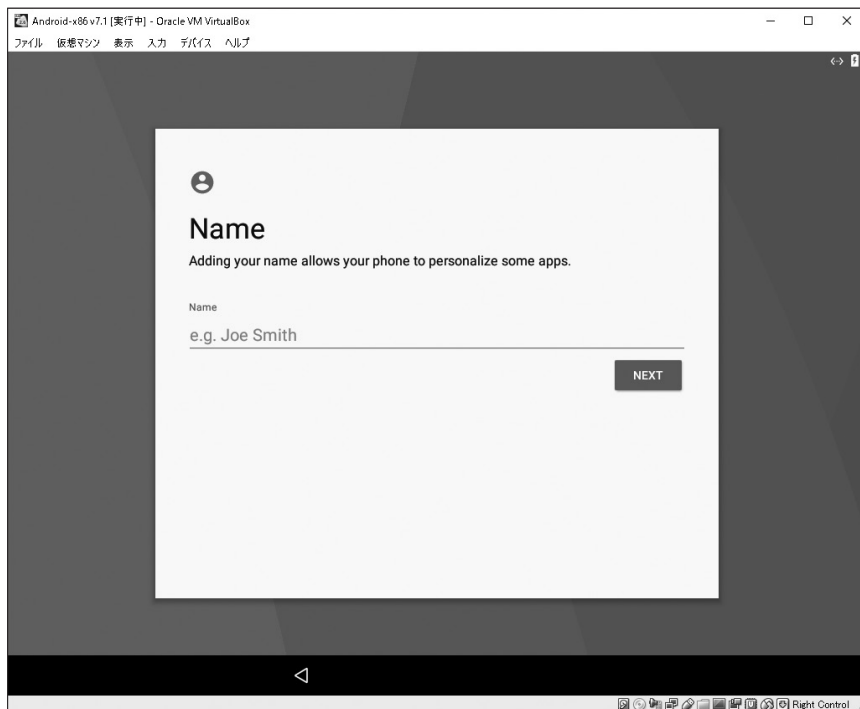 Android-x86 v7.1 [実行中] - Oracle VM VirtualBox
ファイル 仮想マシン 表示 入力 デバイス ヘルプ
Name
Adding your name allows your phone to personalize some apps.
Name
e.g. Joe Smith
NEXT
Right Control